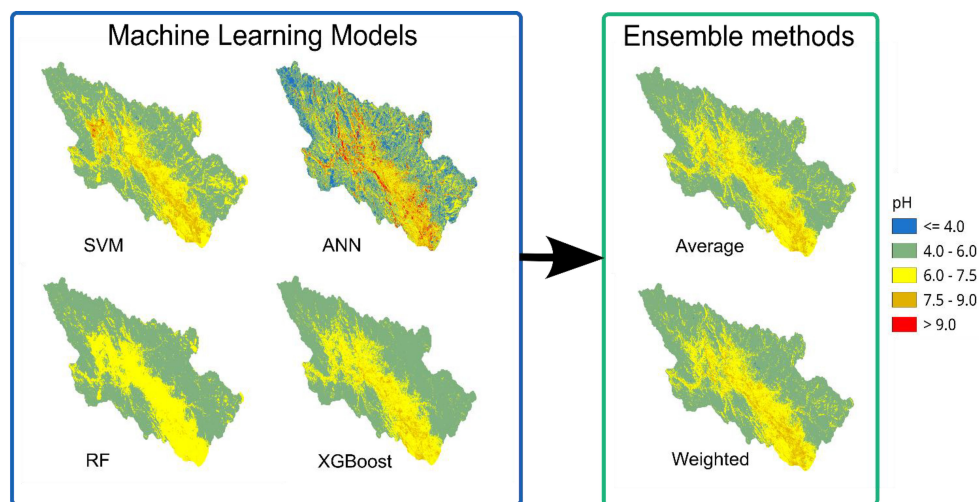 Machine Learning Models
SVM
ANN
RF
XGBoost
Ensemble methods
Average
Weighted
pH
<= 4.0
4.0 - 6.0
6.0 - 7.5
7.5 - 9.0
> 9.0